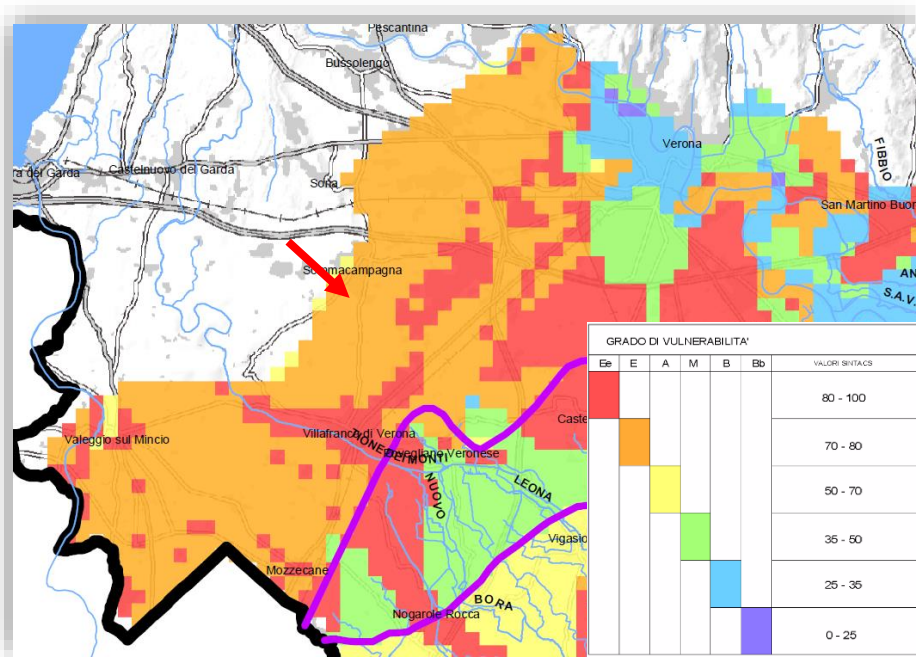 Pescantina
Bussolengo
Verona
FIBBIO
Castelnuovo del Garda
ra del Garda
Sona
San Martino Buon
Sommacampagna
AN
S.A.V.
GRADO DI VULNERABILITA'
Ee E A M B Bb VALORI SINTACS
80 - 100
70 - 80
50 - 70
35 - 50
25 - 35
0 - 25
Caste
Valeggio sul Mincio
Villafranca di Verona
TIONE DEI MONTI
Povegliano Veronese
NUOVO
LEONA
Vigasio
Mozzecane
BORA
Nogarole Rocca